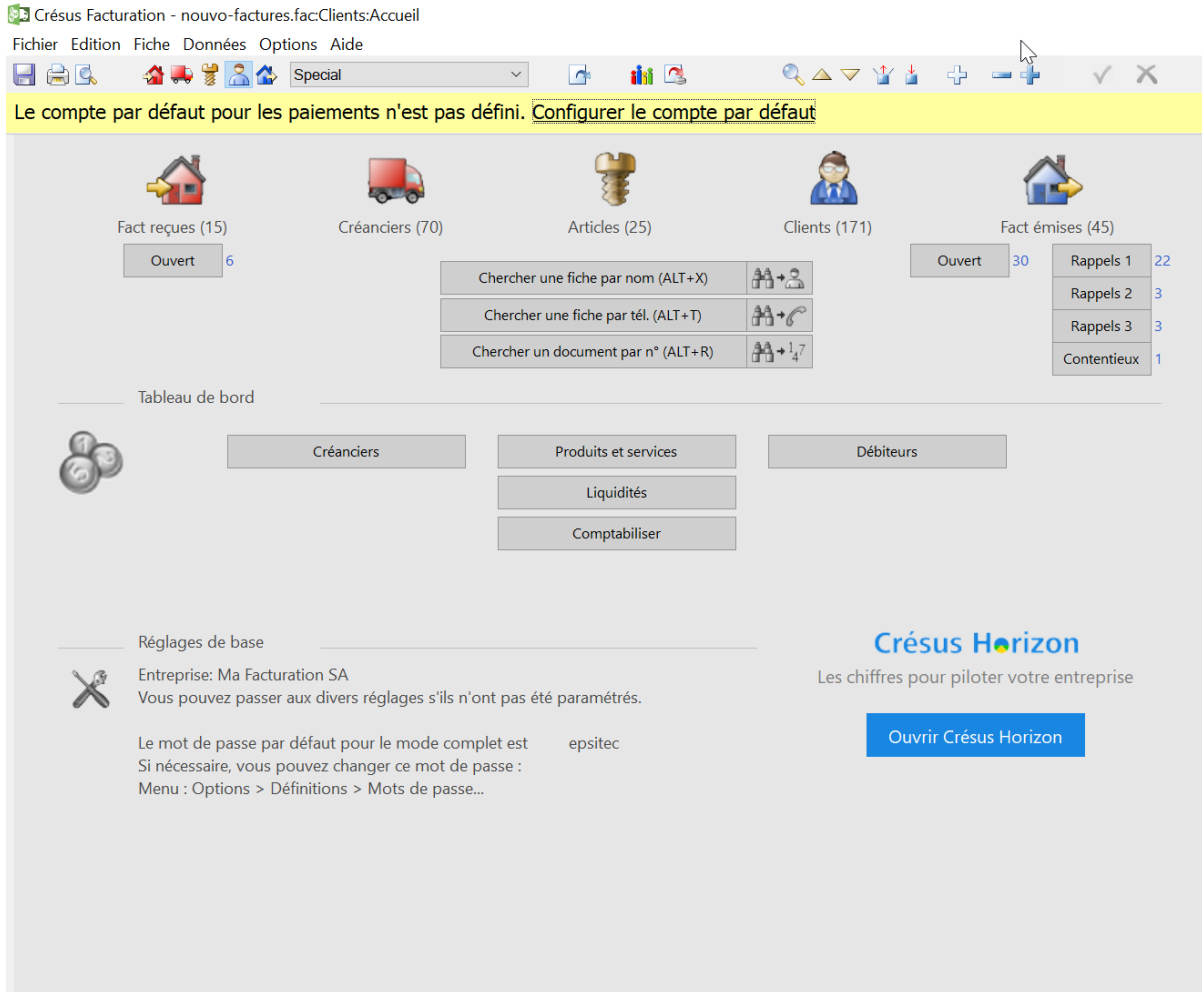 Crésus Facturation - nouvo-factures.fac:Clients:Accueil
Fichier Edition Fiche Données Options Aide
Special
Le compte par défaut pour les paiements n'est pas défini. Configurer le compte par défaut
Fact reçues (15) Créanciers (70) Articles (25) Clients (171) Fact émises (45)
Ouvert 6 Ouvert 30 Rappels 1 22
Chercher une fiche par nom (ALT+X)
Rappels 2 3
Chercher une fiche par tél. (ALT+T)
Rappels 3 3
Chercher un document par n° (ALT+R) 1 4 7
Contentieux 1
Tableau de bord
Créanciers Produits et services Débiteurs
Liquidités
Comptabiliser
Réglages de base
Entreprise: Ma Facturation SA
Vous pouvez passer aux divers réglages s'ils n'ont pas été paramétrés.
Le mot de passe par défaut pour le mode complet est epsitec
Si nécessaire, vous pouvez changer ce mot de passe :
Menu : Options > Définitions > Mots de passe...
Crésus Horizon
Les chiffres pour piloter votre entreprise
Ouvrir Crésus Horizon